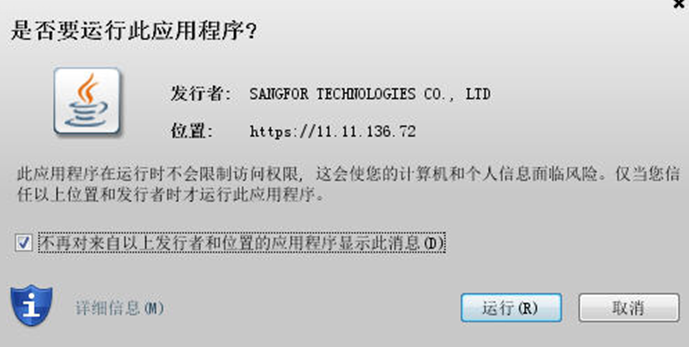 是否要运行此应用程序?
发行者: SANGFOR TECHNOLOGIES CO., LTD
位置: https://11.11.136.72
此应用程序在运行时不会限制访问权限, 这会使您的计算机和个人信息面临风险。仅当您信
任以上位置和发行者时才运行此应用程序。
不再对来自以上发行者和位置的应用程序显示此消息(D)
详细信息(M)
运行(R)
取消